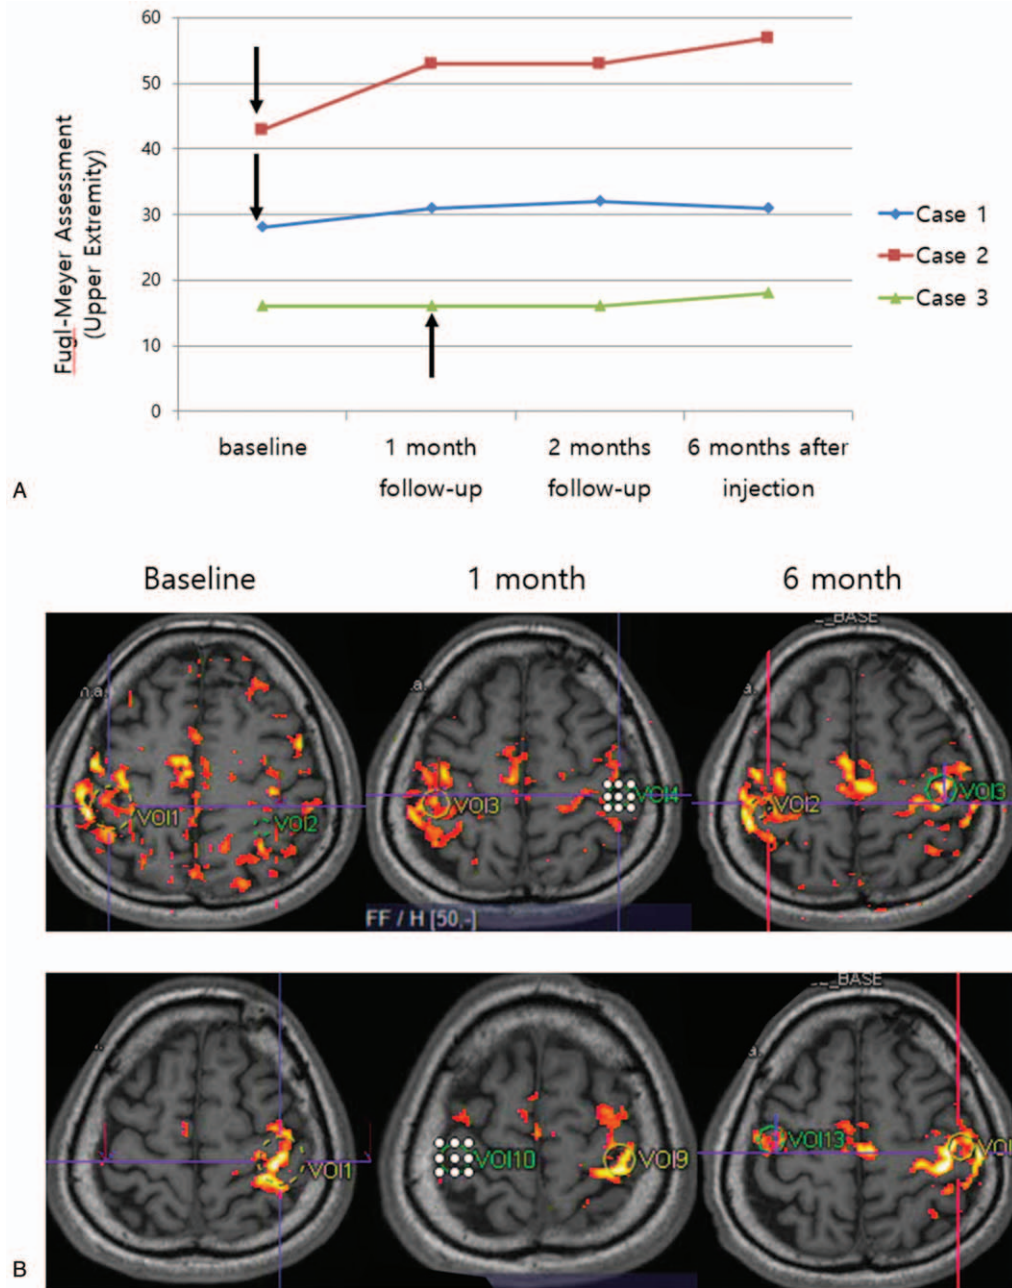 60
50
40
30
20
10
0
Fugl-Meyer Assessment
(Upper Extremity)
Case 1
Case 2
Case 3
baseline
1 month
follow-up
2 months
follow-up
6 months after
injection
A
Baseline
1 month
6 month
VOI1
VOI2
VOI3
VOI4
FF / H [50,-]
_BASE
VOI2
VOI3
VOI1
VOI10
VOI9
_BASE
VOI13
B